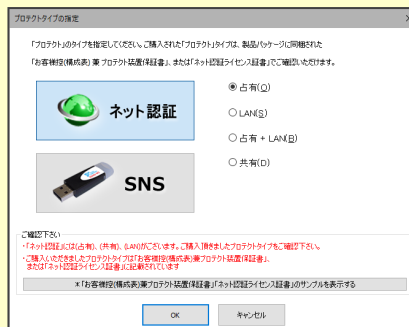 プロテクトタイプの指定
「プロテクト」のタイプを指定してください。ご購入された「プロテクト」タイプは、製品パッケージに同梱された
「お客様控(構成表) 兼 プロテクト装置保証書」、または「ネット認証ライセンス証書」でご確認いただけます。
ネット認証
SNS
占有(O)
LAN(S)
占有 + LAN(B)
共有(D)
ご確認下さい
・「ネット認証」には(占有)、(共有)、(LAN)がございます。ご購入頂きましたプロテクトタイプをご確認下さい。
・ご購入いただきましたプロテクトタイプは「お客様控(構成表)兼プロテクト装置保証書」、
または「ネット認証ライセンス証書」に記載されています
＊「お客様控(構成表)兼プロテクト装置保証書」「ネット認証ライセンス証書」のサンプルを表示する
OK
キャンセル